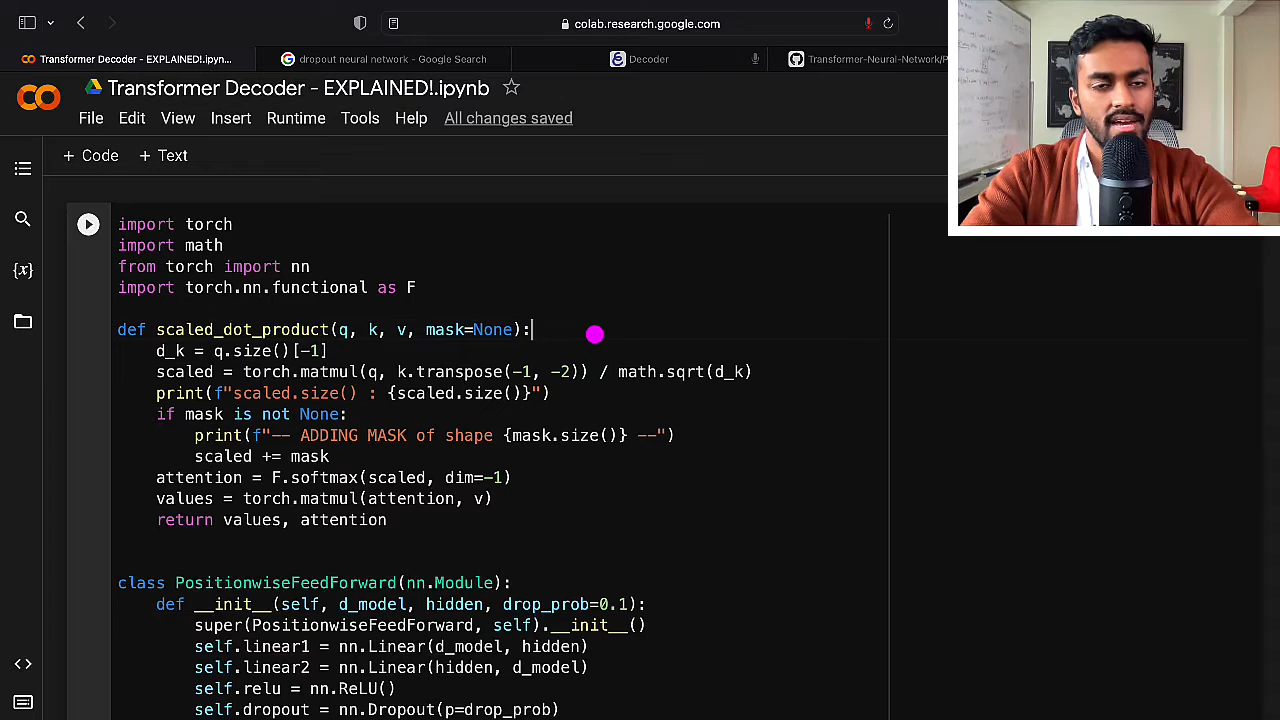 colab.research.google.com
Transformer Decoder - EXPLAINED!.ipyn...
dropout neural network - Google Search
Decoder
Transformer-Neural-Network/P
CO
Transformer Decoder - EXPLAINED!.ipynb
File Edit View Insert Runtime Tools Help All changes saved
+ Code + Text
{x}
import torch
import math
from torch import nn
import torch.nn.functional as F
def scaled_dot_product(q, k, v, mask=None):
    d_k = q.size()[-1]
    scaled = torch.matmul(q, k.transpose(-1, -2)) / math.sqrt(d_k)
    print(f"scaled.size() : {scaled.size()}")
    if mask is not None:
        print(f"-- ADDING MASK of shape {mask.size()} --")
        scaled += mask
    attention = F.softmax(scaled, dim=-1)
    values = torch.matmul(attention, v)
    return values, attention
class PositionwiseFeedForward(nn.Module):
    def __init__(self, d_model, hidden, drop_prob=0.1):
        super(PositionwiseFeedForward, self).__init__()
        self.linear1 = nn.Linear(d_model, hidden)
        self.linear2 = nn.Linear(hidden, d_model)
        self.relu = nn.ReLU()
        self.dropout = nn.Dropout(p=drop_prob)